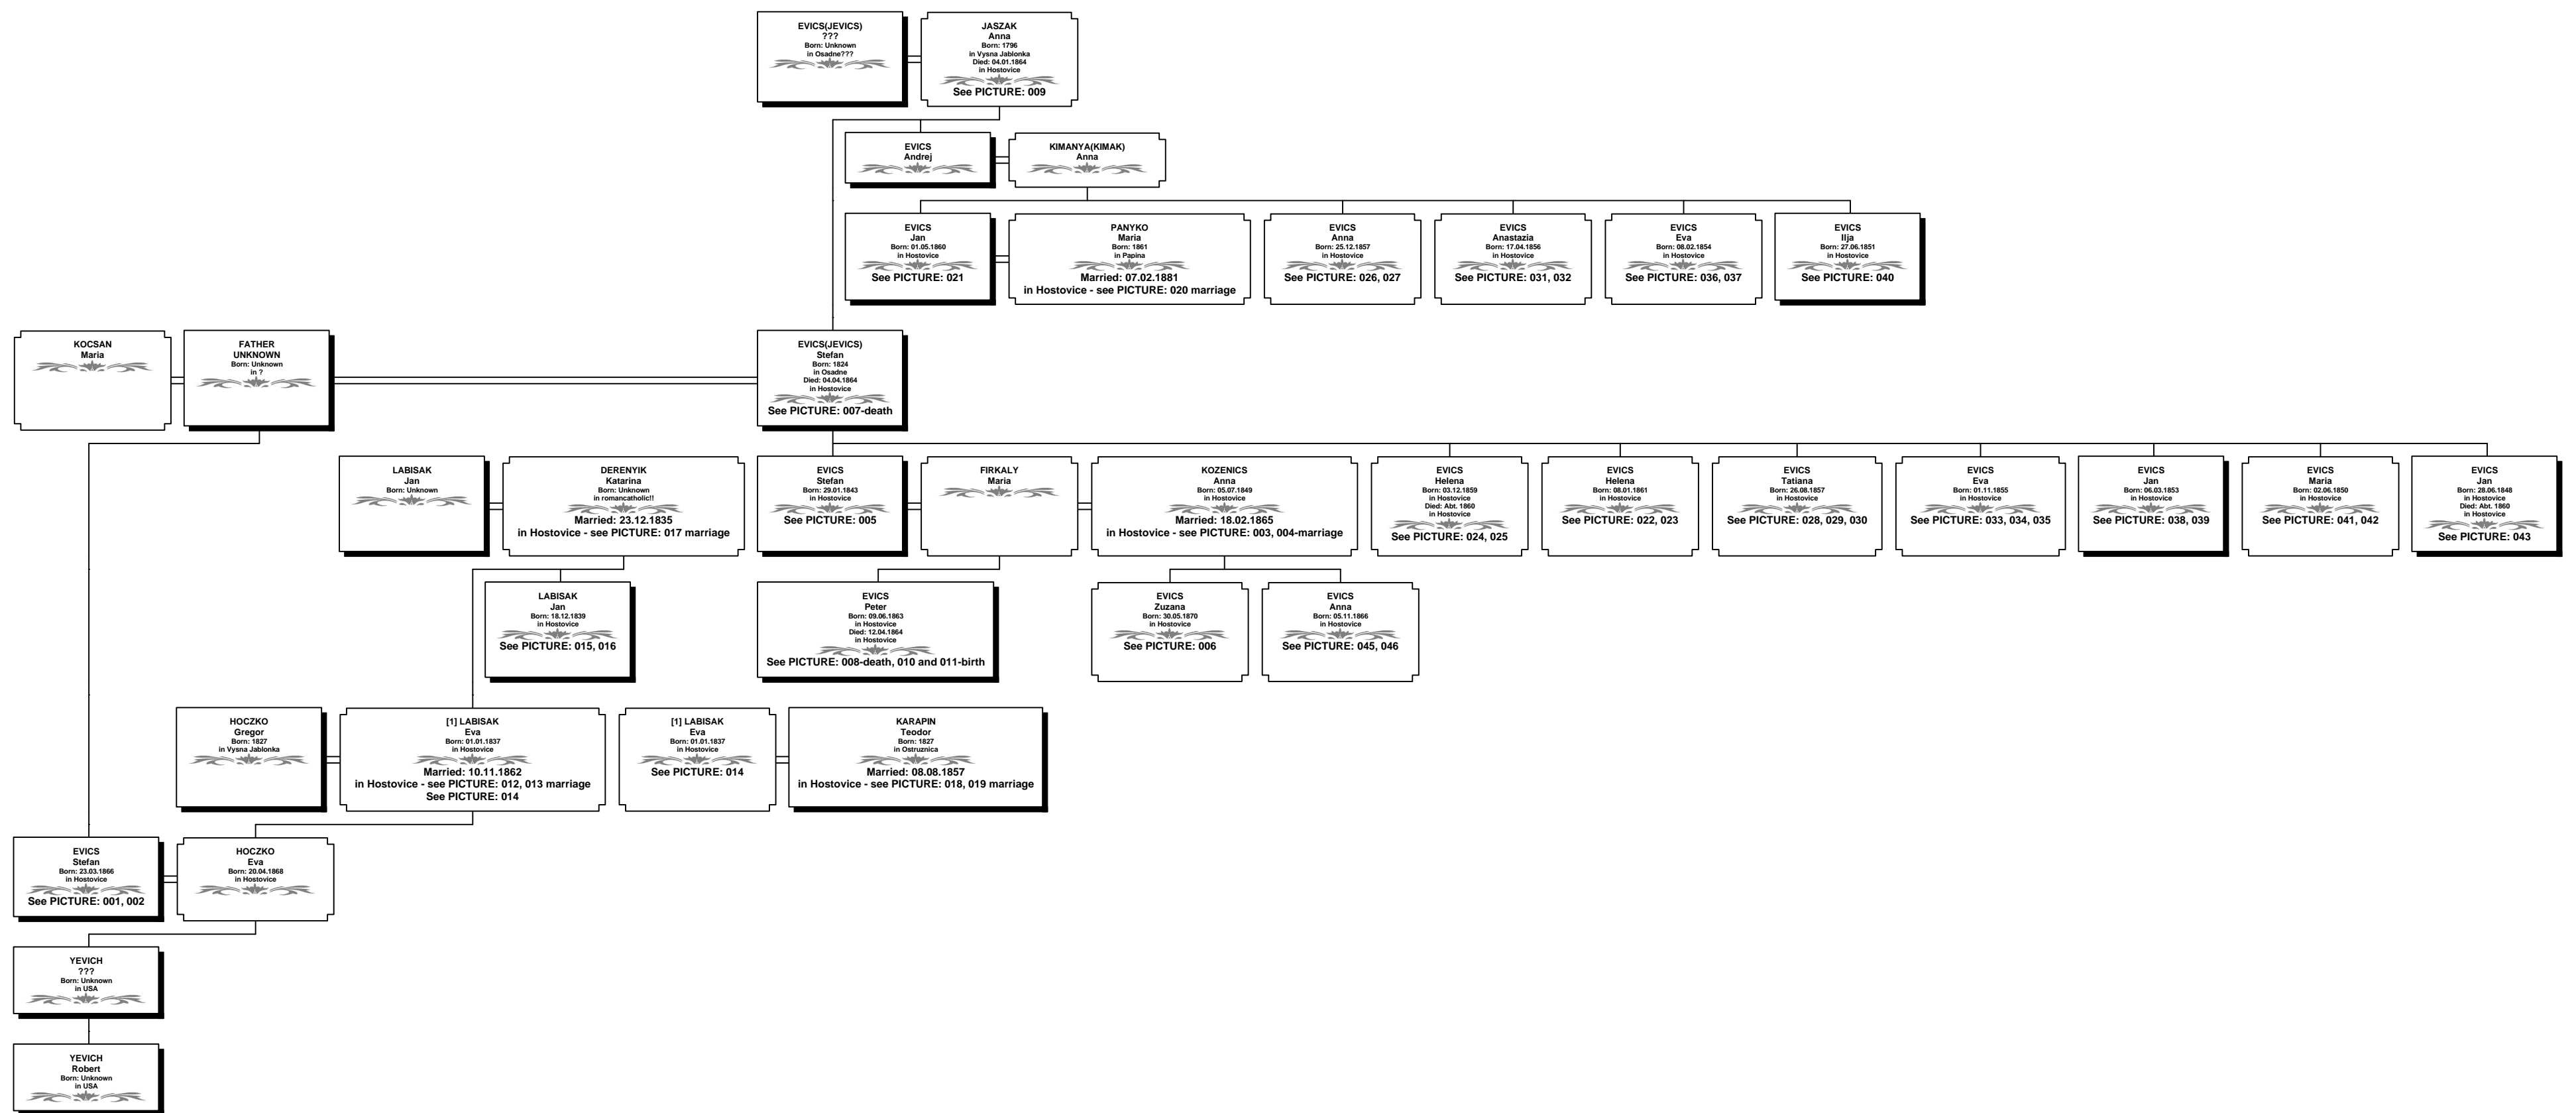 EVICS(JEVICS)
???
Born: Unknown
in Osadne???
JASZAK
Anna
Born: 1796
in Vysna Jablonka
Died: 04.01.1864
in Hostovice
See PICTURE: 009
EVICS
Andrej
KIMANYA(KIMAK)
Anna
EVICS
Jan
Born: 01.05.1860
in Hostovice
See PICTURE: 021
PANYKO
Maria
Born: 1861
in Papina
Married: 07.02.1881
in Hostovice - see PICTURE: 020 marriage
EVICS
Anna
Born: 25.12.1857
in Hostovice
See PICTURE: 026, 027
EVICS
Anastazia
Born: 17.04.1856
in Hostovice
See PICTURE: 031, 032
EVICS
Eva
Born: 08.02.1854
in Hostovice
See PICTURE: 036, 037
EVICS
Ilja
Born: 27.06.1851
in Hostovice
See PICTURE: 040
KOCSAN
Maria
FATHER
UNKNOWN
Born: Unknown
in ?
EVICS(JEVICS)
Stefan
Born: 1824
in Osadne
Died: 04.04.1864
in Hostovice
See PICTURE: 007-death
LABISAK
Jan
Born: Unknown
DERENYIK
Katarina
Born: Unknown
in romancatholic!!
Married: 23.12.1835
in Hostovice - see PICTURE: 017 marriage
EVICS
Stefan
Born: 29.01.1843
in Hostovice
See PICTURE: 005
FIRKALY
Maria
KOZENICS
Anna
Born: 05.07.1849
in Hostovice
Married: 18.02.1865
in Hostovice - see PICTURE: 003, 004-marriage
EVICS
Helena
Born: 03.12.1859
in Hostovice
Died: Abt. 1860
in Hostovice
See PICTURE: 024, 025
EVICS
Helena
Born: 08.01.1861
in Hostovice
See PICTURE: 022, 023
EVICS
Tatiana
Born: 26.08.1857
in Hostovice
See PICTURE: 028, 029, 030
EVICS
Eva
Born: 01.11.1855
in Hostovice
See PICTURE: 033, 034, 035
EVICS
Jan
Born: 06.03.1853
in Hostovice
See PICTURE: 038, 039
EVICS
Maria
Born: 02.06.1850
in Hostovice
See PICTURE: 041, 042
EVICS
Jan
Born: 28.06.1848
in Hostovice
Died: Abt. 1860
in Hostovice
See PICTURE: 043
LABISAK
Jan
Born: 18.12.1839
in Hostovice
See PICTURE: 015, 016
EVICS
Peter
Born: 09.06.1863
in Hostovice
Died: 12.04.1864
in Hostovice
See PICTURE: 008-death, 010 and 011-birth
EVICS
Zuzana
Born: 30.05.1870
in Hostovice
See PICTURE: 006
EVICS
Anna
Born: 05.11.1866
in Hostovice
See PICTURE: 045, 046
HOCZKO
Gregor
Born: 1827
in Vysna Jablonka
[1] LABISAK
Eva
Born: 01.01.1837
in Hostovice
Married: 10.11.1862
in Hostovice - see PICTURE: 012, 013 marriage
See PICTURE: 014
[1] LABISAK
Eva
Born: 01.01.1837
in Hostovice
See PICTURE: 014
KARAPIN
Teodor
Born: 1827
in Ostruznica
Married: 08.08.1857
in Hostovice - see PICTURE: 018, 019 marriage
EVICS
Stefan
Born: 23.03.1866
in Hostovice
See PICTURE: 001, 002
HOCZKO
Eva
Born: 20.04.1868
in Hostovice
YEVICH
???
Born: Unknown
in USA
YEVICH
Robert
Born: Unknown
in USA